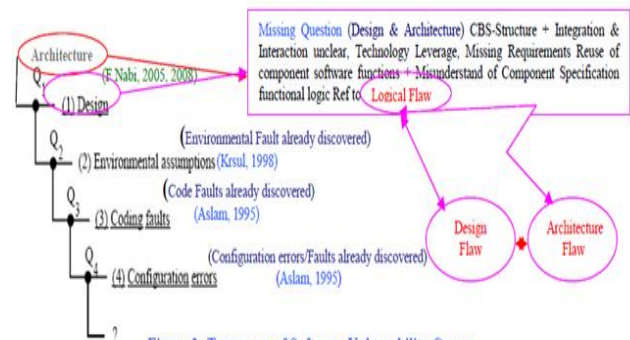 Missing Question (Design & Architecture) CBS-Structure + Integration &
Interaction unclear, Technology Leverage, Missing Requirements Reuse of
component software functions + Misunderstand of Component Specification
functional logic Ref to Logical Flaw
Architecture
Q
(F.Nabi, 2005, 2008)
(1) Design
(Environmental Fault already discovered)
Q2
(2) Environmental assumptions (Krsul, 1998)
(Code Faults already discovered)
Q3
(Aslam, 1995)
(3) Coding faults
Design
Flaw
Architecture
Flaw
(Configuration errors/Faults already discovered)
Q4
(4) Configuration errors
(Aslam, 1995)
?